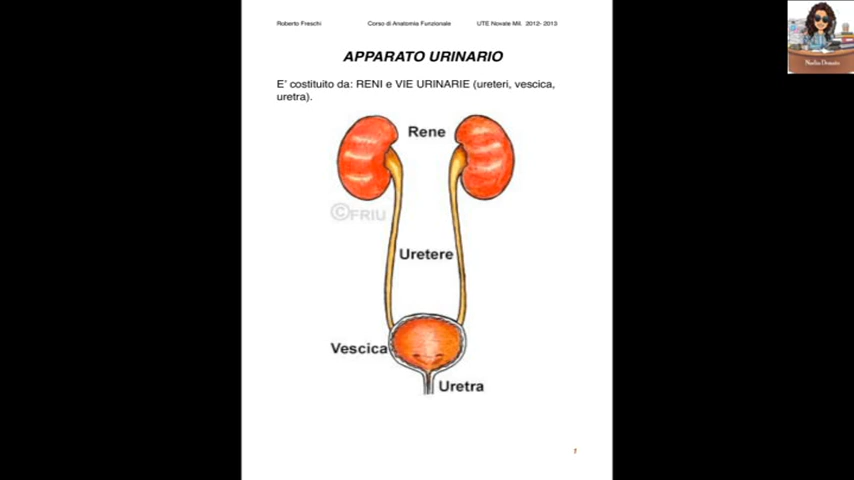 Roberto Freschi Corso di Anatomia Funzionale UTE Novate Mil. 2012- 2013
APPARATO URINARIO
E' costituito da: RENI e VIE URINARIE (ureteri, vescica,
uretra).
Rene
©FRIU
Uretere
Vescica
Uretra
1